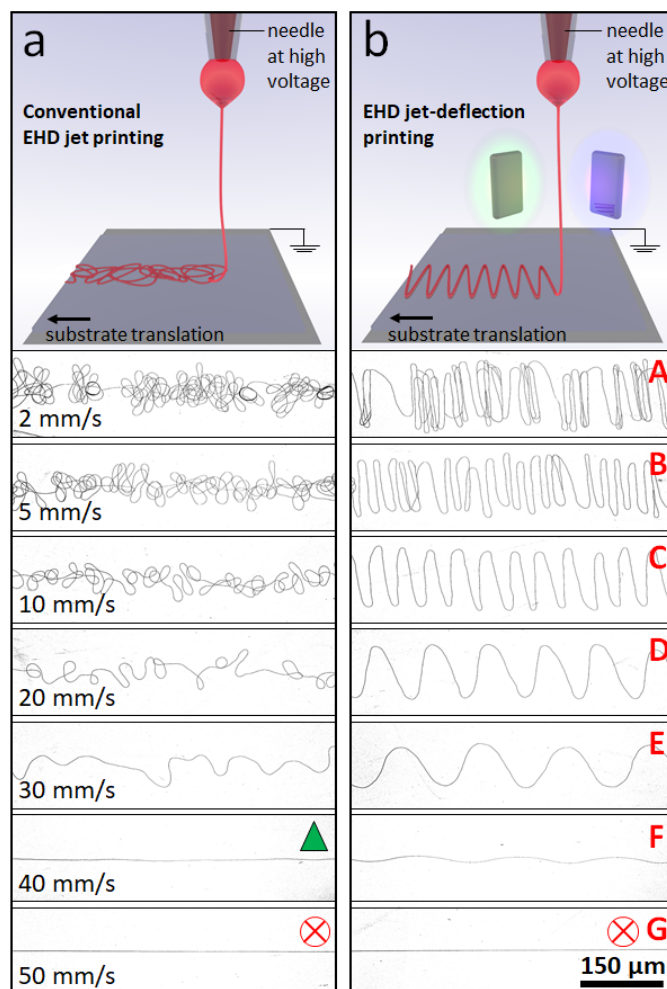 a
needle
at high
voltage
Conventional
EHD jet printing
substrate translation
2 mm/s
5 mm/s
10 mm/s
20 mm/s
30 mm/s
40 mm/s
50 mm/s
b
needle
at high
voltage
EHD jet-deflection
printing
substrate translation
A
B
C
D
E
F
G
150 µm